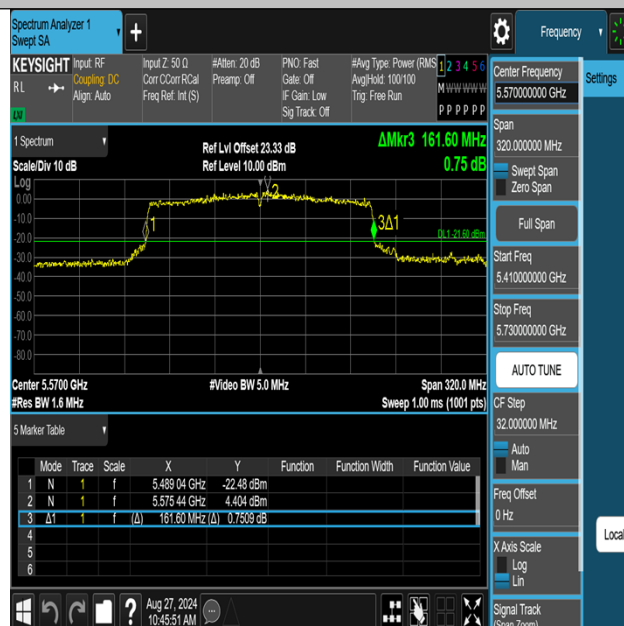 Spectrum Analyzer 1
Swept SA
+
Frequency
KEYSIGHT
RL
Input: RF
Coupling: DC
Align: Auto
Input Z: 50 Ω
Corr CCorr RCal
Freq Ref: Int (S)
#Atten: 20 dB
Preamp: Off
PNO: Fast
Gate: Off
IF Gain: Low
Sig Track: Off
#Avg Type: Power (RMS
Avg|Hold: 100/100
Trig: Free Run
1 2 3 4 5 6
M W W W W W
P P P P P P
1 Spectrum
Scale/Div 10 dB
Ref Lvl Offset 23.33 dB
Ref Level 10.00 dBm
ΔMkr3 161.60 MHz
0.75 dB
Log
0.00
-10.0
-20.0
-30.0
-40.0
-50.0
-60.0
-70.0
-80.0
1
2
3Δ1
DL1 -21.60 dBm
Center 5.5700 GHz
#Video BW 5.0 MHz
Span 320.0 MHz
#Res BW 1.6 MHz
Sweep 1.00 ms (1001 pts)
5 Marker Table
Mode Trace Scale X Y Function Function Width Function Value
1 N 1 f 5.489 04 GHz -22.48 dBm
2 N 1 f 5.575 44 GHz 4.404 dBm
3 Δ1 1 f (Δ) 161.60 MHz (Δ) 0.7509 dB
4
5
6
?
Aug 27, 2024
10:45:51 AM
Center Frequency
5.570000000 GHz
Settings
Span
320.000000 MHz
Swept Span
Zero Span
Full Span
Start Freq
5.410000000 GHz
Stop Freq
5.730000000 GHz
AUTO TUNE
CF Step
32.000000 MHz
Auto
Man
Freq Offset
0 Hz
X Axis Scale
Log
Lin
Signal Track
(Span Zoom)
Local